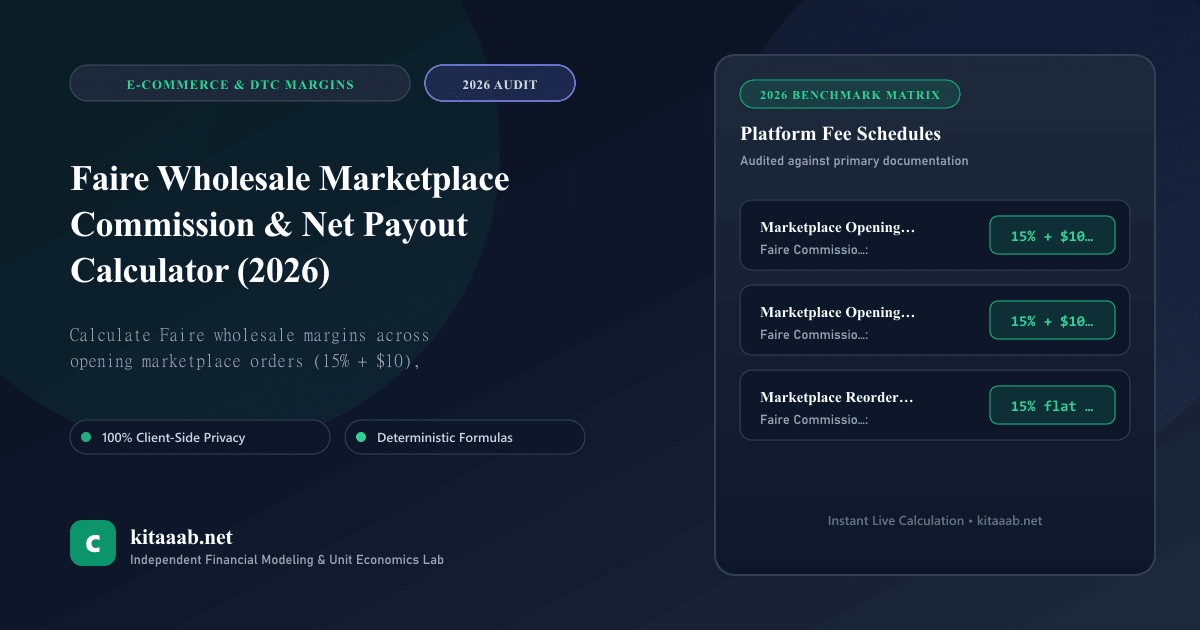 E-COMMERCE & DTC MARGINS
2026 AUDIT
Faire Wholesale Marketplace
Commission & Net Payout
Calculator (2026)
Calculate Faire wholesale margins across
opening marketplace orders (15% + $10),
100% Client-Side Privacy
Deterministic Formulas
C
kitaaab.net
Independent Financial Modeling & Unit Economics Lab
2026 BENCHMARK MATRIX
Platform Fee Schedules
Audited against primary documentation
Marketplace Opening…
Faire Commissio…:
15% + $10…
Marketplace Opening…
Faire Commissio…:
15% + $10…
Marketplace Reorder…
Faire Commissio…:
15% flat …
Instant Live Calculation • kitaaab.net